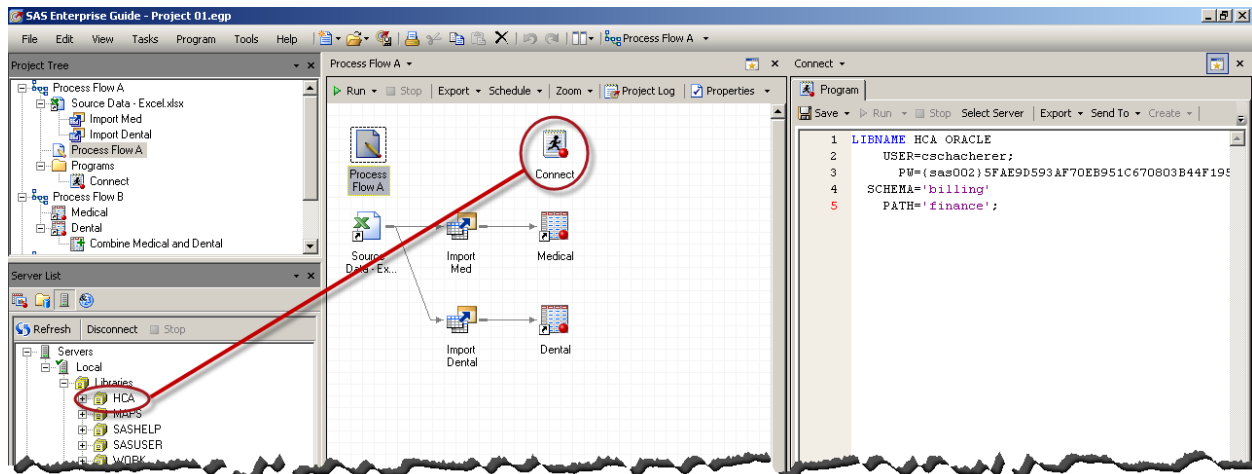 SAS Enterprise Guide - Project 01.egp
File Edit View Tasks Program Tools Help Process Flow A
Project Tree
Process Flow A
Source Data - Excel.xlsx
Import Med
Import Dental
Process Flow A
Programs
Connect
Process Flow B
Medical
Dental
Combine Medical and Dental
Server List
Refresh Disconnect Stop
Servers
Local
Libraries
HCA
MAPS
SASHELP
SASUSER
WORK
Process Flow A
Run Stop Export Schedule Zoom Project Log Properties
Process
Flow A
Connect
Source
Data - Ex...
Import
Med
Medical
Import
Dental
Dental
Connect
Program
Save Run Stop Select Server Export Send To Create
1 LIBNAME HCA ORACLE
2 USER=cschacherer;
3 PW={sas002}5FAE9D593AF70EB951C670803B44F195
4 SCHEMA='billing'
5 PATH='finance';